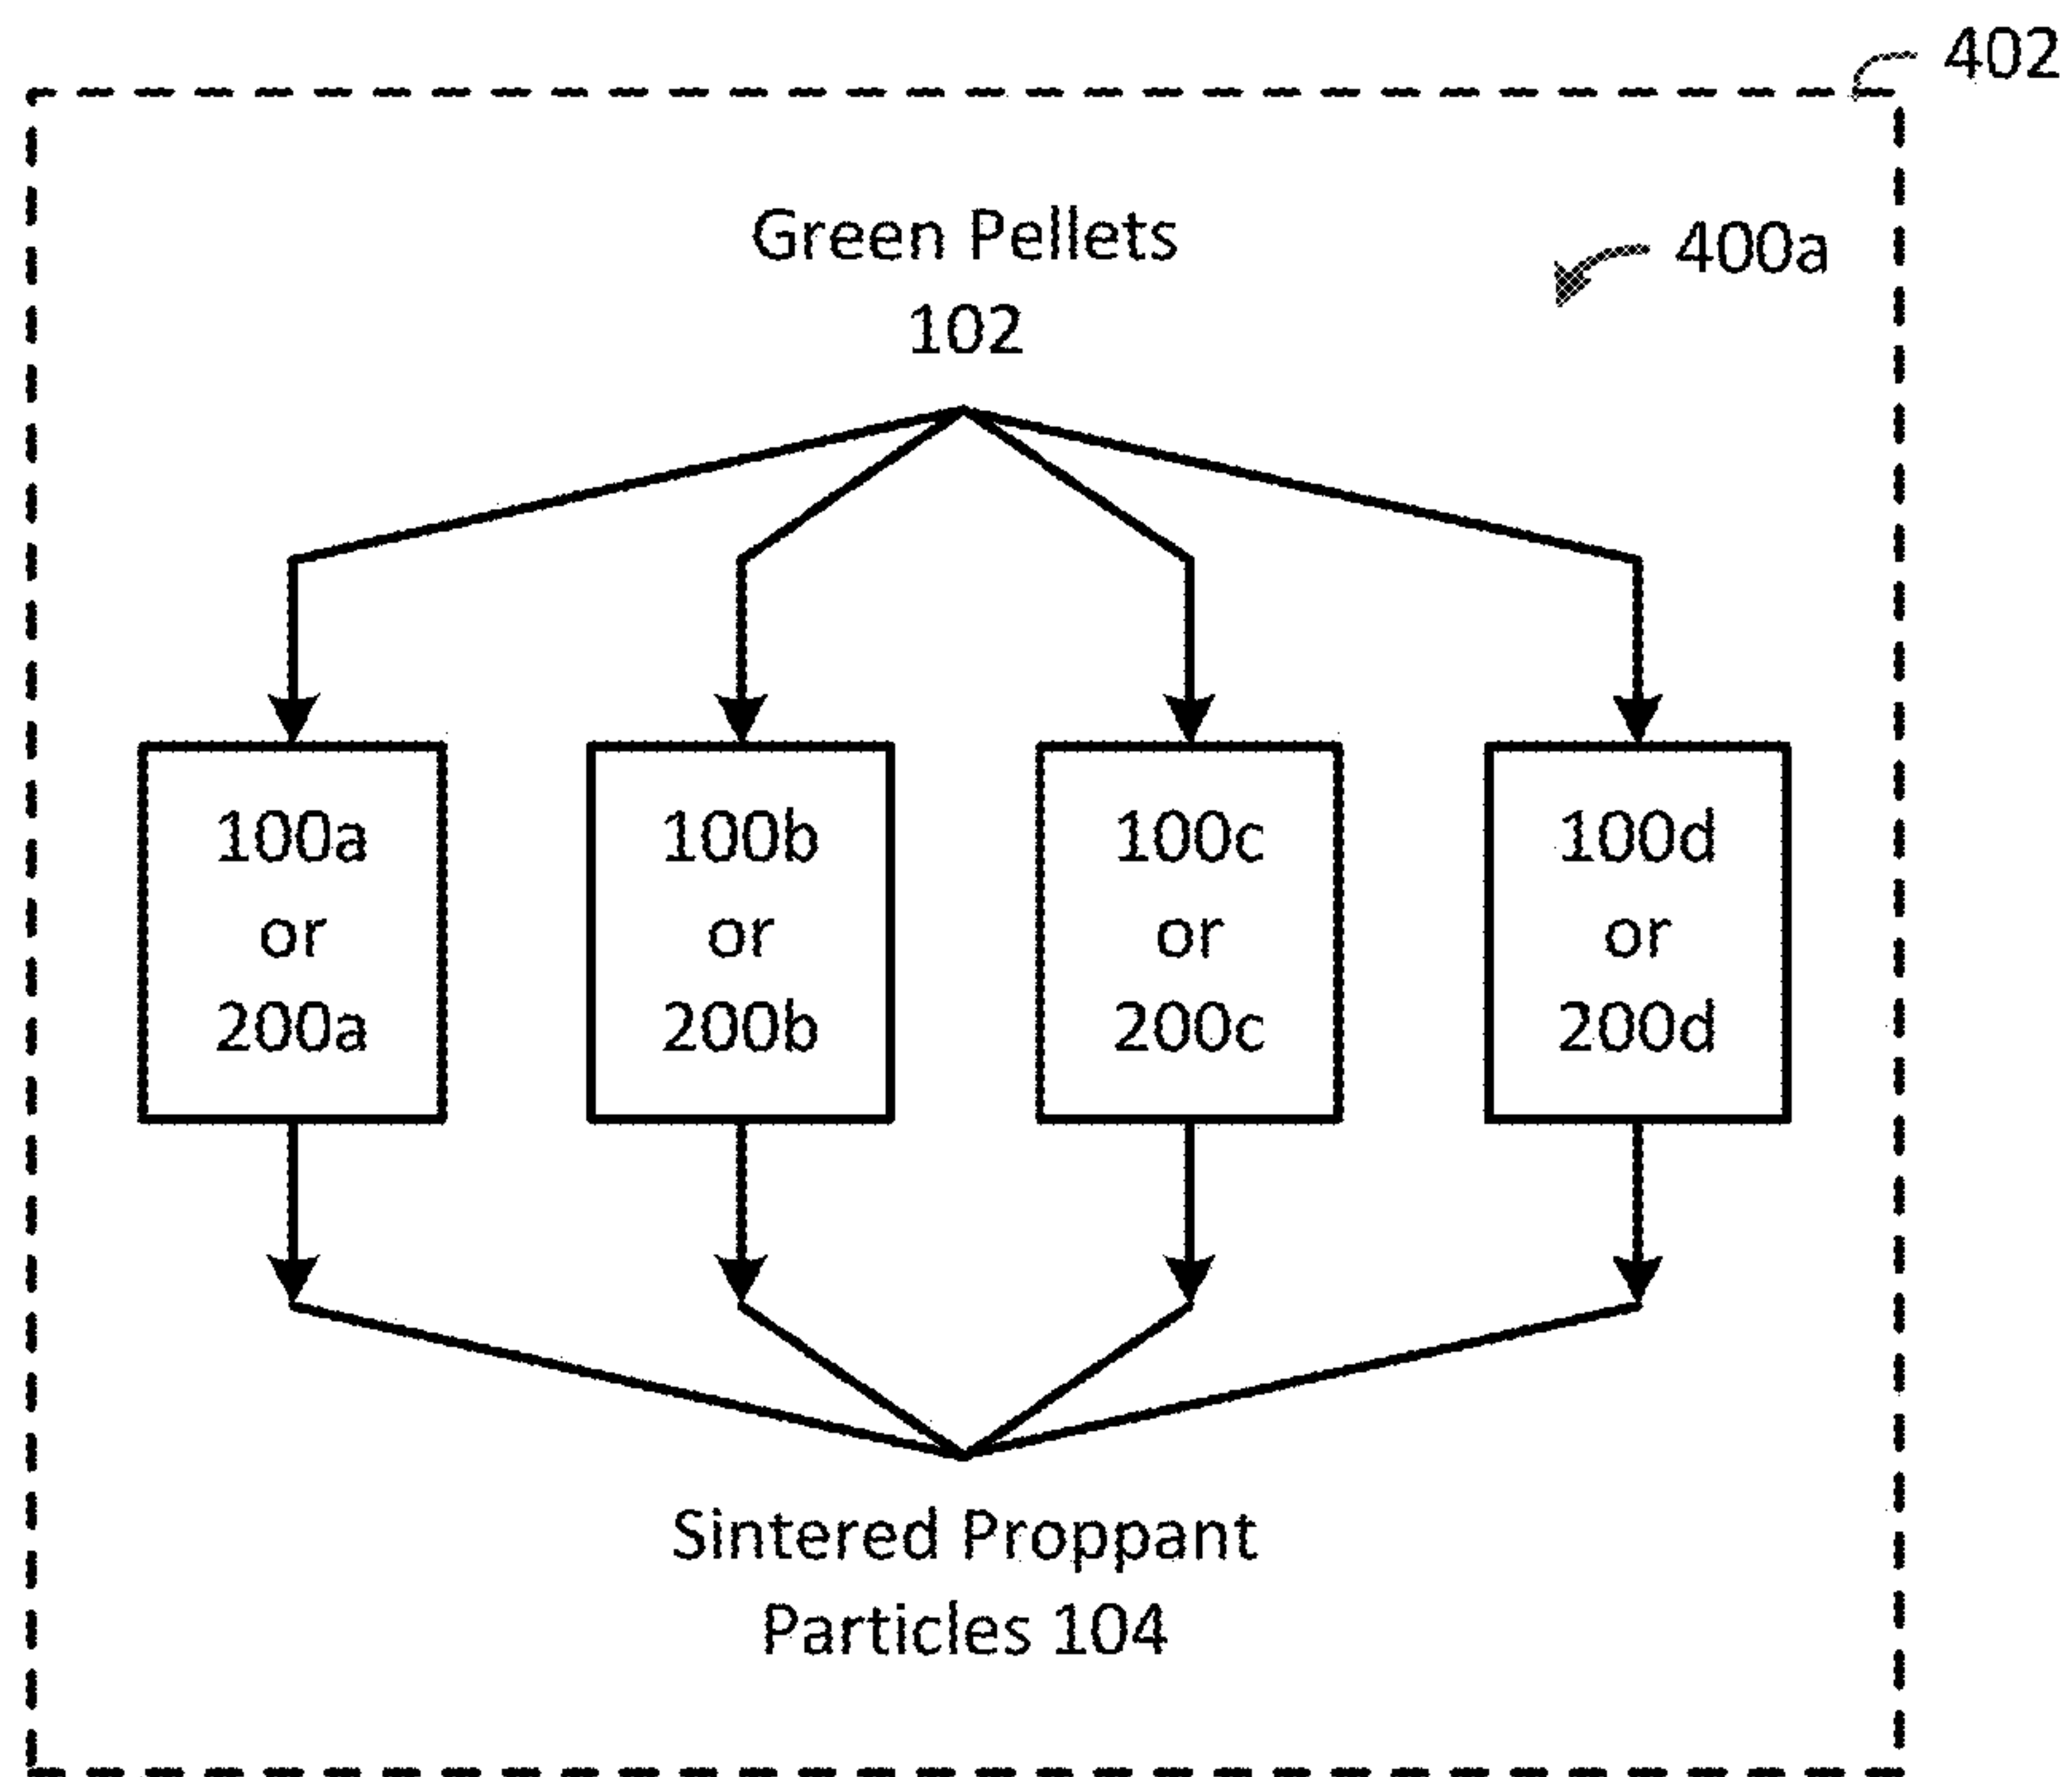 402
Green Pellets
400a
102
100a
or
200a
100b
or
200b
100c
or
200c
100d
or
200d
Sintered Proppant
Particles 104